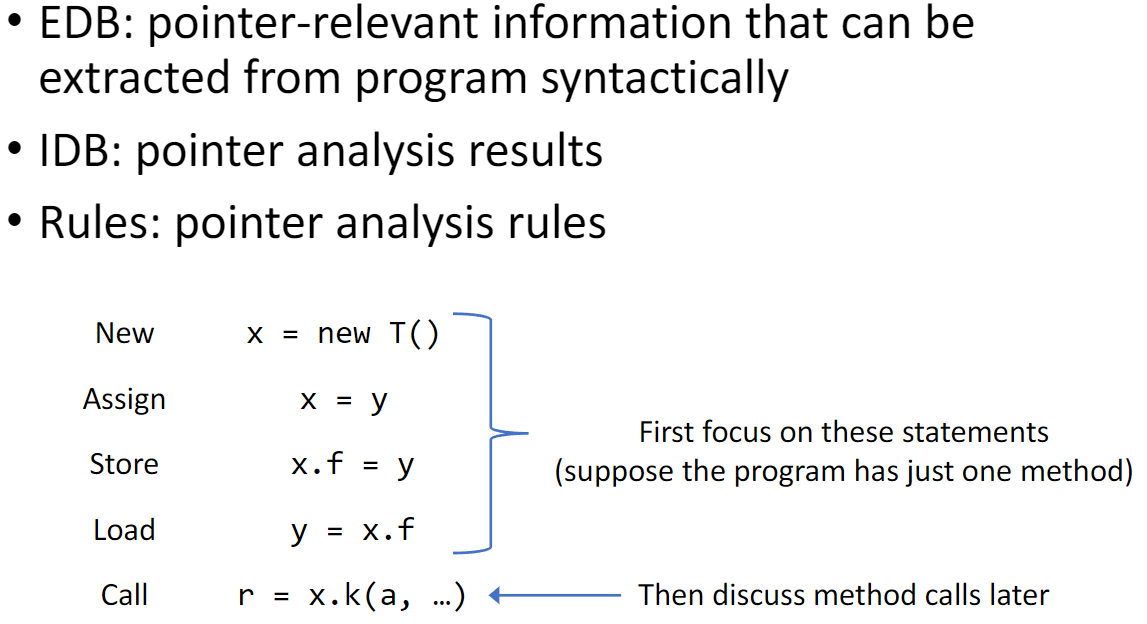 • EDB: pointer-relevant information that can be
extracted from program syntactically
• IDB: pointer analysis results
• Rules: pointer analysis rules
New x = new T()
Assign x = y
Store x.f = y
Load y = x.f
First focus on these statements
(suppose the program has just one method)
Call r = x.k(a, …) Then discuss method calls later